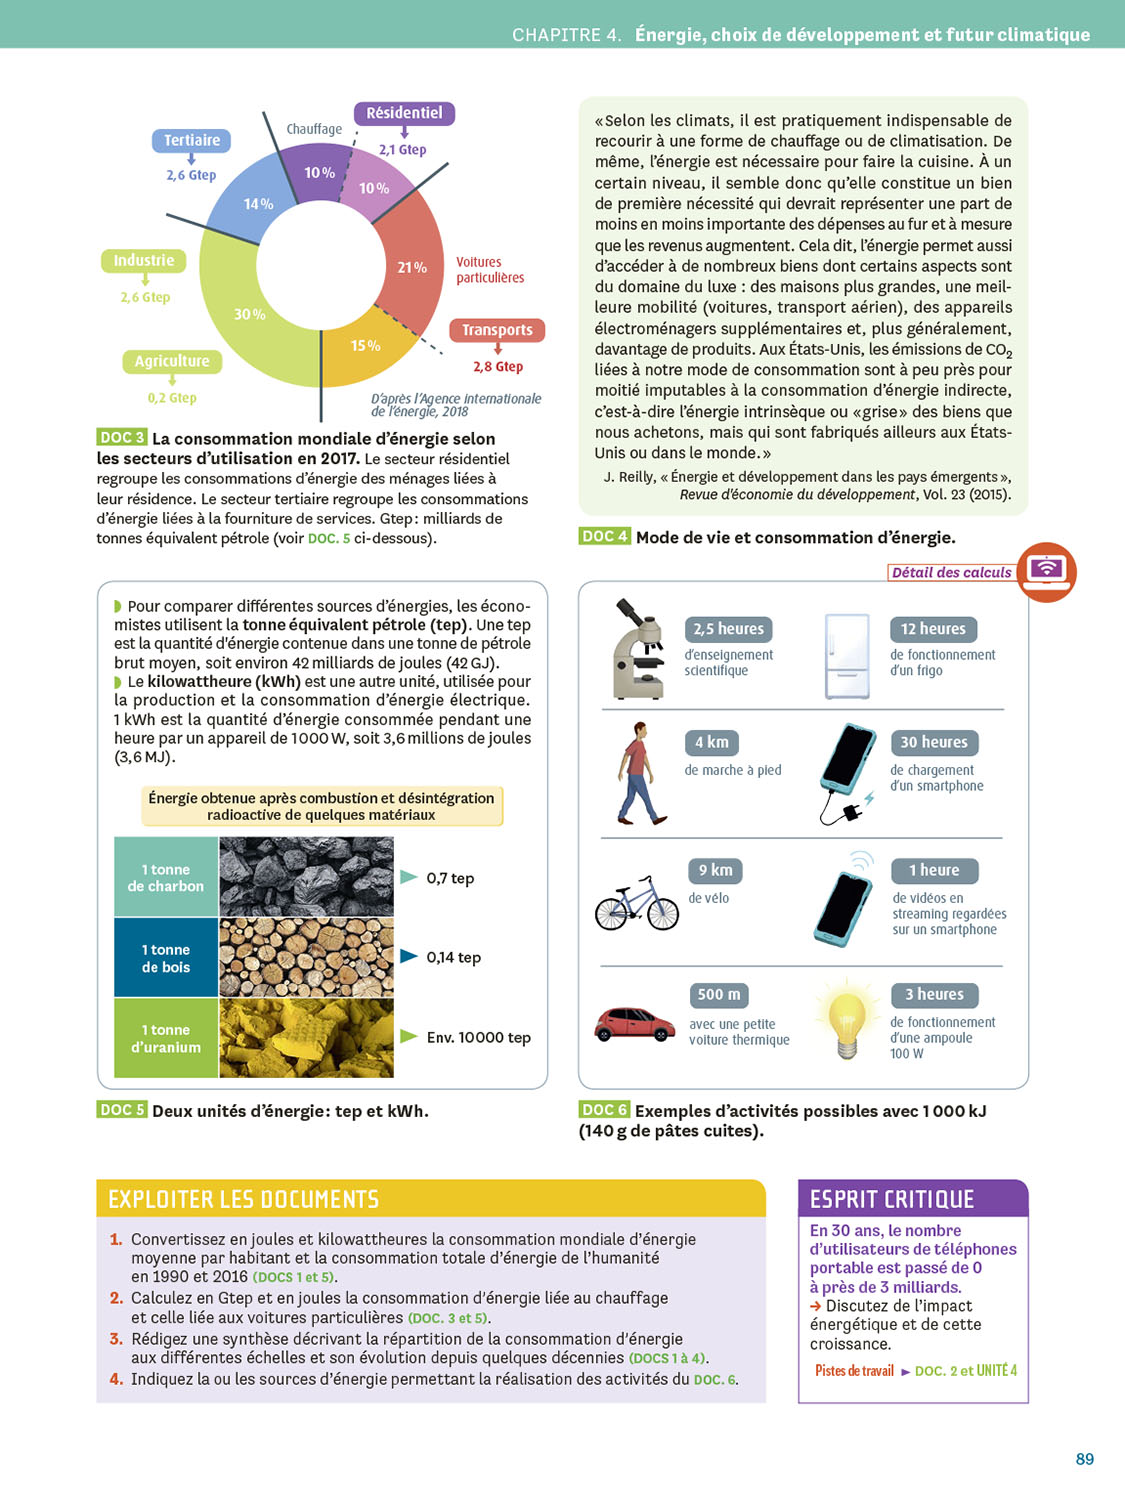 CHAPITRE 4. Énergie, choix de développement et futur climatique
Résidentiel
2,1 Gtep
Chauffage
Tertiaire
2,6 Gtep
10 %
10 %
14 %
Industrie
2,6 Gtep
21 %
Voitures
particulières
30 %
15 %
Transports
2,8 Gtep
Agriculture
0,2 Gtep
D'après l'Agence internationale
de l'énergie, 2018
DOC 3 La consommation mondiale d'énergie selon
les secteurs d'utilisation en 2017. Le secteur résidentiel
regroupe les consommations d'énergie des ménages liées à
leur résidence. Le secteur tertiaire regroupe les consommations
d'énergie liées à la fourniture de services. Gtep : milliards de
tonnes équivalent pétrole (voir DOC. 5 ci-dessous).
« Selon les climats, il est pratiquement indispensable de
recourir à une forme de chauffage ou de climatisation. De
même, l'énergie est nécessaire pour faire la cuisine. À un
certain niveau, il semble donc qu'elle constitue un bien
de première nécessité qui devrait représenter une part de
moins en moins importante des dépenses au fur et à mesure
que les revenus augmentent. Cela dit, l'énergie permet aussi
d'accéder à de nombreux biens dont certains aspects sont
du domaine du luxe : des maisons plus grandes, une meil-
leure mobilité (voitures, transport aérien), des appareils
électroménagers supplémentaires et, plus généralement,
davantage de produits. Aux États-Unis, les émissions de CO₂
liées à notre mode de consommation sont à peu près pour
moitié imputables à la consommation d'énergie indirecte,
c'est-à-dire l'énergie intrinsèque ou « grise » des biens que
nous achetons, mais qui sont fabriqués ailleurs aux États-
Unis ou dans le monde. »
J. Reilly, « Énergie et développement dans les pays émergents »,
Revue d'économie du développement, Vol. 23 (2015).
DOC 4 Mode de vie et consommation d'énergie.
Pour comparer différentes sources d'énergies, les écono-
mistes utilisent la tonne équivalent pétrole (tep). Une tep
est la quantité d'énergie contenue dans une tonne de pétrole
brut moyen, soit environ 42 milliards de joules (42 GJ).
Le kilowattheure (kWh) est une autre unité, utilisée pour
la production et la consommation d'énergie électrique.
1 kWh est la quantité d'énergie consommée pendant une
heure par un appareil de 1 000 W, soit 3,6 millions de joules
(3,6 MJ).
Énergie obtenue après combustion et désintégration
radioactive de quelques matériaux
1 tonne
de charbon
0,7 tep
1 tonne
de bois
0,14 tep
1 tonne
d'uranium
Env. 10 000 tep
DOC 5 Deux unités d'énergie : tep et kWh.
Détail des calculs
2,5 heures
d'enseignement
scientifique
12 heures
de fonctionnement
d'un frigo
4 km
de marche à pied
30 heures
de chargement
d'un smartphone
9 km
de vélo
1 heure
de vidéos en
streaming regardées
sur un smartphone
500 m
avec une petite
voiture thermique
3 heures
de fonctionnement
d'une ampoule
100 W
DOC 6 Exemples d'activités possibles avec 1 000 kJ
(140 g de pâtes cuites).
EXPLOITER LES DOCUMENTS
1. Convertissez en joules et kilowattheures la consommation mondiale d'énergie
moyenne par habitant et la consommation totale d'énergie de l'humanité
en 1990 et 2016 (DOCS 1 et 5).
2. Calculez en Gtep et en joules la consommation d'énergie liée au chauffage
et celle liée aux voitures particulières (DOC. 3 et 5).
3. Rédigez une synthèse décrivant la répartition de la consommation d'énergie
aux différentes échelles et son évolution depuis quelques décennies (DOCS 1 à 4).
4. Indiquez la ou les sources d'énergie permettant la réalisation des activités du DOC. 6.
ESPRIT CRITIQUE
En 30 ans, le nombre
d'utilisateurs de téléphones
portable est passé de 0
à près de 3 milliards.
→ Discutez de l'impact
énergétique et de cette
croissance.
Pistes de travail ► DOC. 2 et UNITÉ 4
89